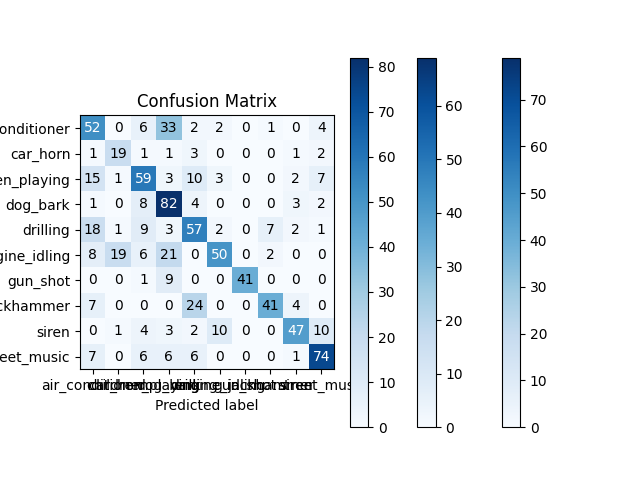 Confusion Matrix
onditioner 52 0 6 33 2 2 0 1 0 4
car_horn 1 19 1 1 3 0 0 0 1 2
en_playing 15 1 59 3 10 3 0 0 2 7
dog_bark 1 0 8 82 4 0 0 0 3 2
drilling 18 1 9 3 57 2 0 7 2 1
gine_idling 8 19 6 21 0 50 0 2 0 0
gun_shot 0 0 1 9 0 0 41 0 0 0
ckhammer 7 0 0 0 24 0 0 41 4 0
siren 0 1 4 3 2 10 0 0 47 10
eet_music 7 0 6 6 6 0 0 0 1 74
Predicted label
80
70
60
50
40
30
20
10
0
60
50
40
30
20
10
0
70
60
50
40
30
20
10
0